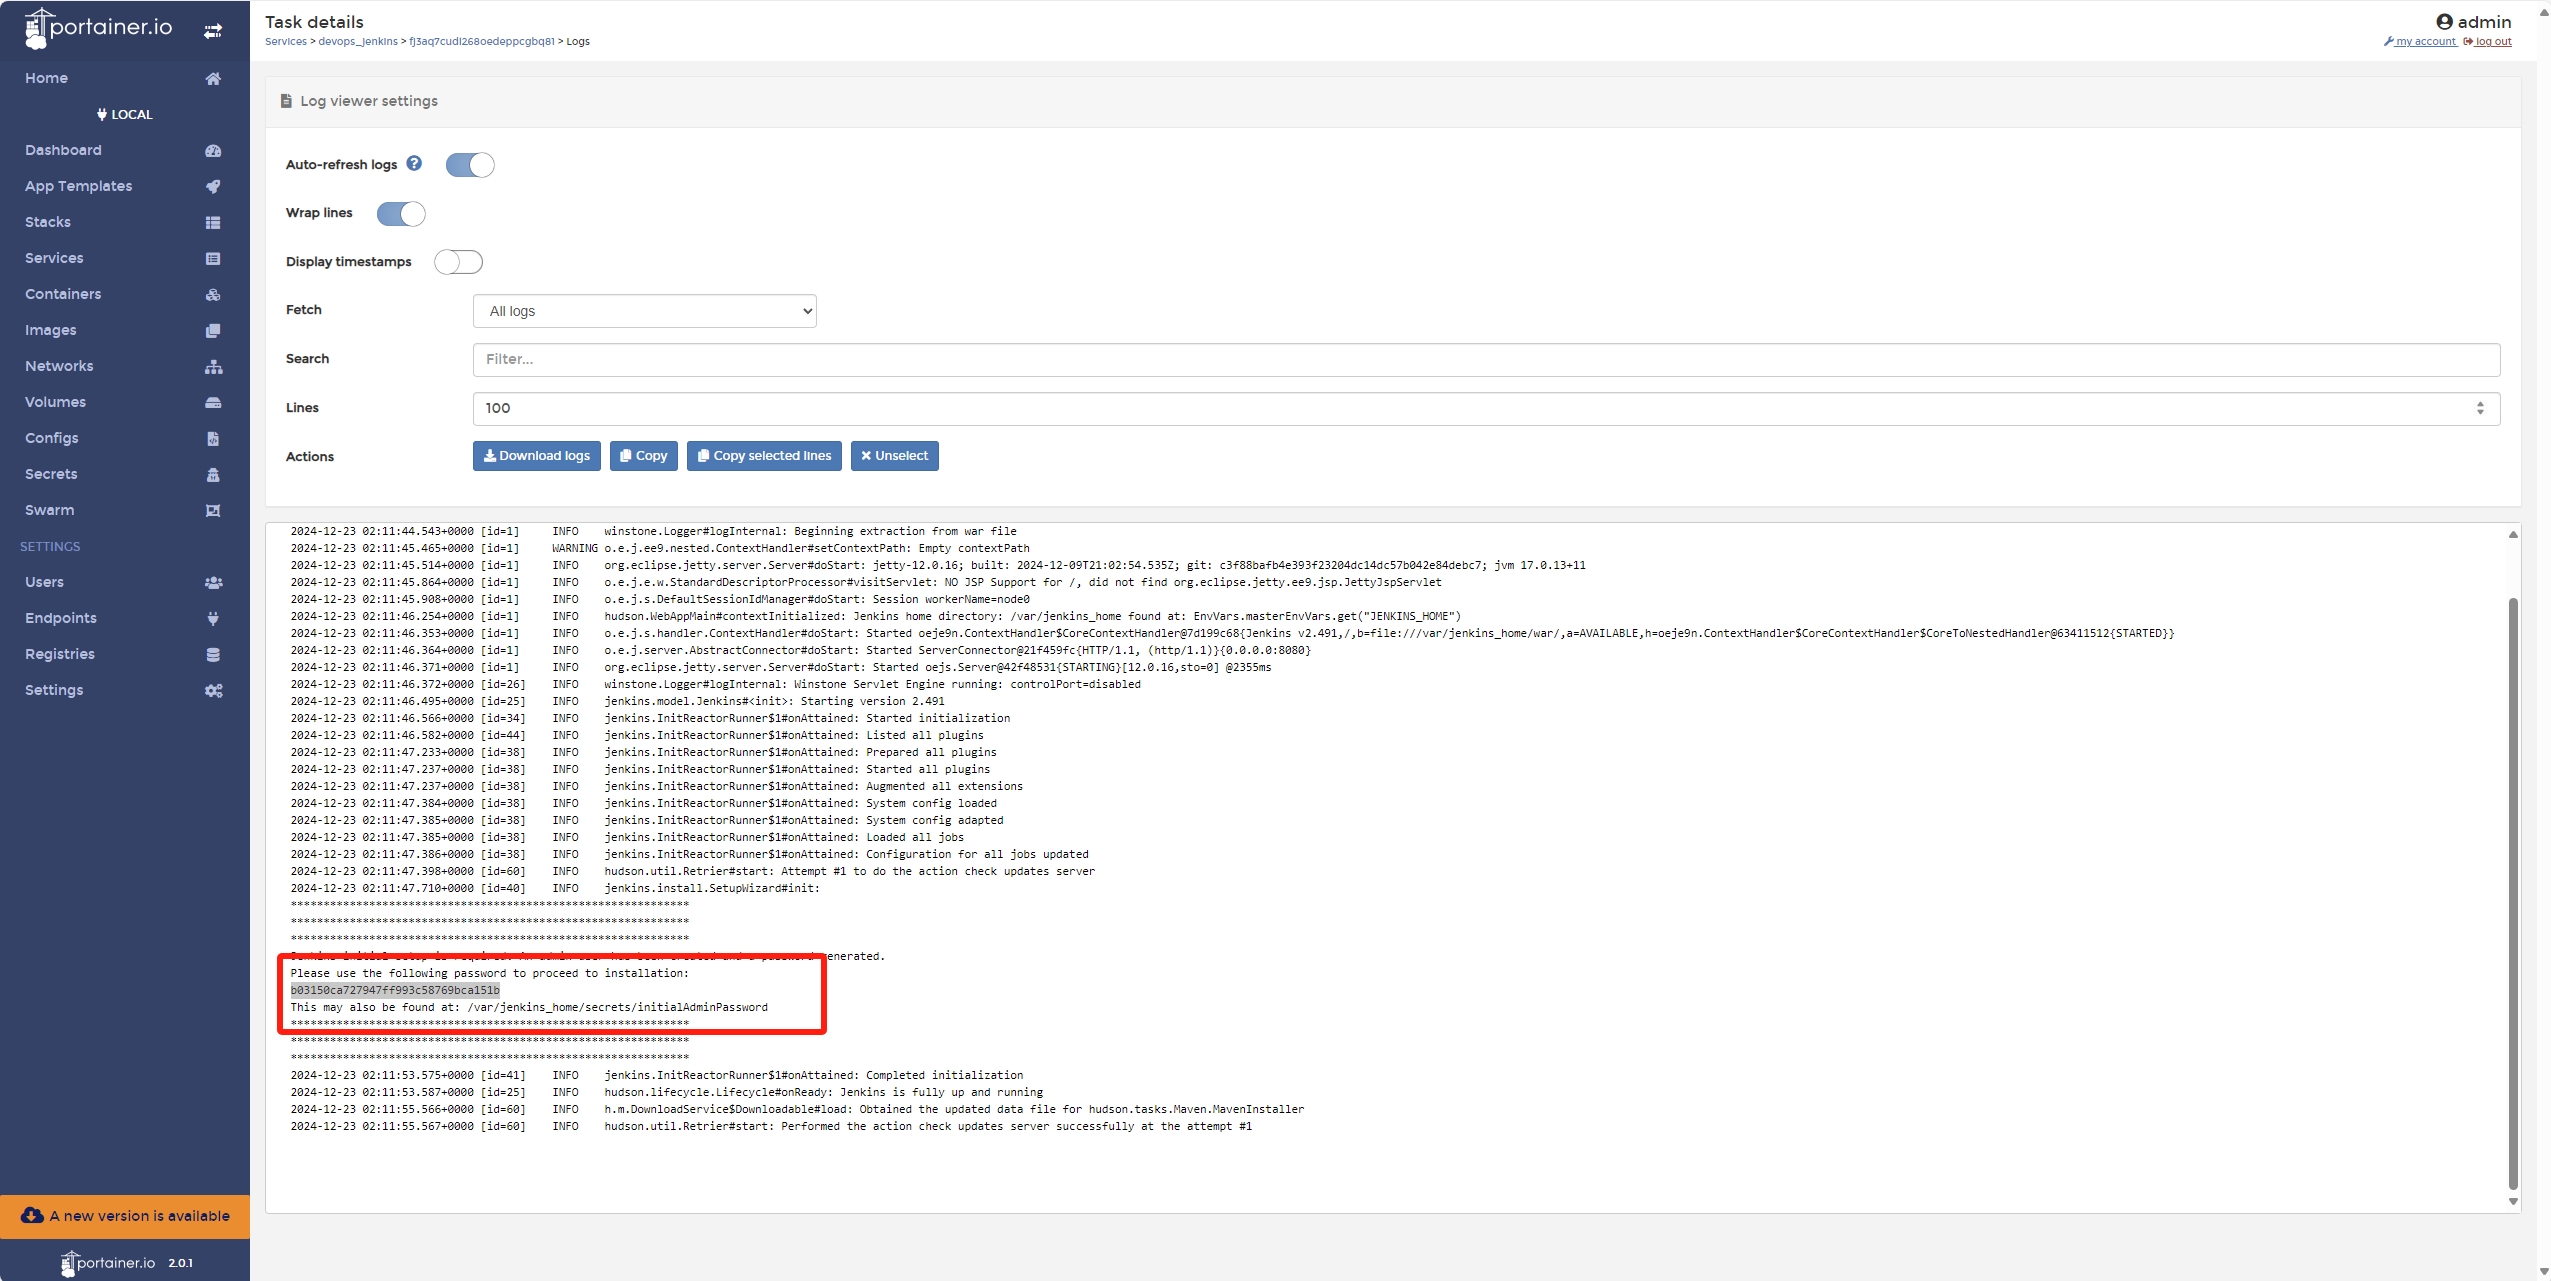 portainer.io
Home
LOCAL
Dashboard
App Templates
Stacks
Services
Containers
Images
Networks
Volumes
Configs
Secrets
Swarm
SETTINGS
Users
Endpoints
Registries
Settings
A new version is available
portainer.io 2.0.1
Task details
Services > devops_jenkins > fj3aq7cudl268oedeppcgbq81 > Logs
admin
my account log out
Log viewer settings
Auto-refresh logs ?
Wrap lines
Display timestamps
Fetch All logs
Search Filter...
Lines 100
Actions Download logs Copy Copy selected lines Unselect
2024-12-23 02:11:44.543+0000 [id=1] INFO winstone.Logger#logInternal: Beginning extraction from war file
2024-12-23 02:11:45.465+0000 [id=1] WARNING o.e.j.ee9.nested.ContextHandler#setContextPath: Empty contextPath
2024-12-23 02:11:45.514+0000 [id=1] INFO org.eclipse.jetty.server.Server#doStart: jetty-12.0.16; built: 2024-12-09T21:02:54.535Z; git: c3f88bafb4e393f23204dc14dc57b042e84debc7; jvm 17.0.13+11
2024-12-23 02:11:45.864+0000 [id=1] INFO o.e.j.e.w.StandardDescriptorProcessor#visitServlet: NO JSP Support for /, did not find org.eclipse.jetty.ee9.jsp.JettyJspServlet
2024-12-23 02:11:45.908+0000 [id=1] INFO o.e.j.s.DefaultSessionIdManager#doStart: Session workerName=node0
2024-12-23 02:11:46.254+0000 [id=1] INFO hudson.WebAppMain#contextInitialized: Jenkins home directory: /var/jenkins_home found at: EnvVars.masterEnvVars.get("JENKINS_HOME")
2024-12-23 02:11:46.353+0000 [id=1] INFO o.e.j.s.handler.ContextHandler#doStart: Started oeje9n.ContextHandler$CoreContextHandler@7d199c68{Jenkins v2.491,/,b=file:///var/jenkins_home/war/,a=AVAILABLE,h=oeje9n.ContextHandler$CoreContextHandler$CoreToNestedHandler@63411512{STARTED}}
2024-12-23 02:11:46.364+0000 [id=1] INFO o.e.j.server.AbstractConnector#doStart: Started ServerConnector@21f459fc{HTTP/1.1, (http/1.1)}{0.0.0.0:8080}
2024-12-23 02:11:46.371+0000 [id=1] INFO org.eclipse.jetty.server.Server#doStart: Started oejs.Server@42f48531{STARTING}[12.0.16,sto=0] @2355ms
2024-12-23 02:11:46.372+0000 [id=26] INFO winstone.Logger#logInternal: Winstone Servlet Engine running: controlPort=disabled
2024-12-23 02:11:46.495+0000 [id=25] INFO jenkins.model.Jenkins#<init>: Starting version 2.491
2024-12-23 02:11:46.566+0000 [id=34] INFO jenkins.InitReactorRunner$1#onAttained: Started initialization
2024-12-23 02:11:46.582+0000 [id=44] INFO jenkins.InitReactorRunner$1#onAttained: Listed all plugins
2024-12-23 02:11:47.233+0000 [id=38] INFO jenkins.InitReactorRunner$1#onAttained: Prepared all plugins
2024-12-23 02:11:47.237+0000 [id=38] INFO jenkins.InitReactorRunner$1#onAttained: Started all plugins
2024-12-23 02:11:47.237+0000 [id=38] INFO jenkins.InitReactorRunner$1#onAttained: Augmented all extensions
2024-12-23 02:11:47.384+0000 [id=38] INFO jenkins.InitReactorRunner$1#onAttained: System config loaded
2024-12-23 02:11:47.385+0000 [id=38] INFO jenkins.InitReactorRunner$1#onAttained: System config adapted
2024-12-23 02:11:47.385+0000 [id=38] INFO jenkins.InitReactorRunner$1#onAttained: Loaded all jobs
2024-12-23 02:11:47.386+0000 [id=38] INFO jenkins.InitReactorRunner$1#onAttained: Configuration for all jobs updated
2024-12-23 02:11:47.398+0000 [id=60] INFO hudson.util.Retrier#start: Attempt #1 to do the action check updates server
2024-12-23 02:11:47.710+0000 [id=40] INFO jenkins.install.SetupWizard#init:
*************************************************************
*************************************************************
*************************************************************
Jenkins initial setup is required. An admin user has been created and a password generated.
Please use the following password to proceed to installation:
b03150ca727947ff993c58769bca151b
This may also be found at: /var/jenkins_home/secrets/initialAdminPassword
*************************************************************
*************************************************************
*************************************************************
2024-12-23 02:11:53.575+0000 [id=41] INFO jenkins.InitReactorRunner$1#onAttained: Completed initialization
2024-12-23 02:11:53.587+0000 [id=25] INFO hudson.lifecycle.Lifecycle#onReady: Jenkins is fully up and running
2024-12-23 02:11:55.566+0000 [id=60] INFO h.m.DownloadService$Downloadable#load: Obtained the updated data file for hudson.tasks.Maven.MavenInstaller
2024-12-23 02:11:55.567+0000 [id=60] INFO hudson.util.Retrier#start: Performed the action check updates server successfully at the attempt #1